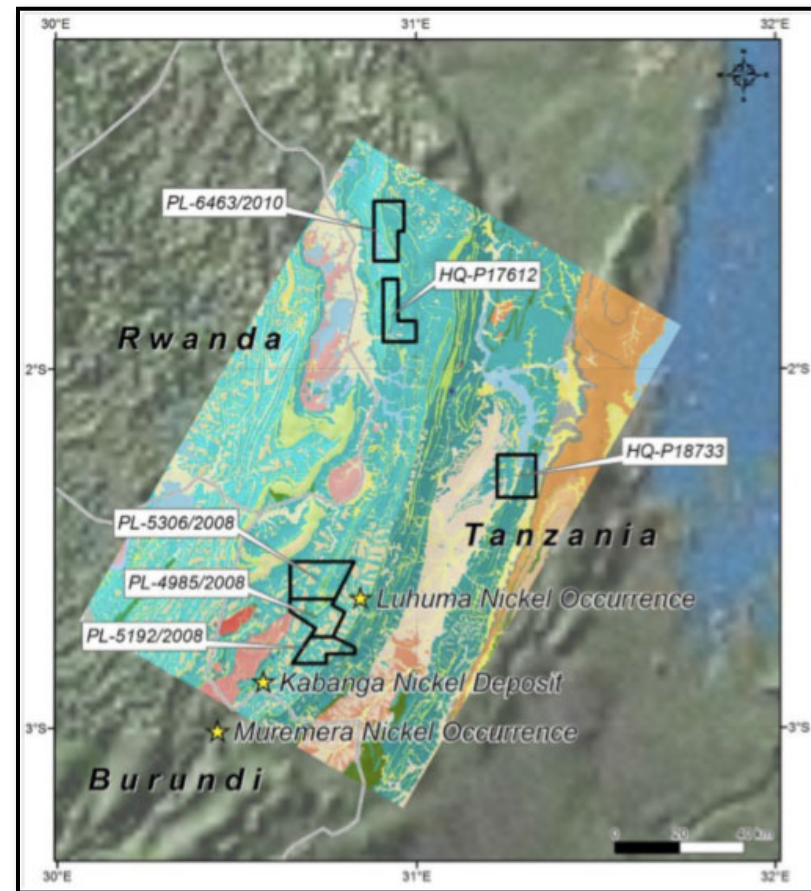 30°E
31°E
32°E
PL-6463/2010
HQ-P17612
Rwanda
2°S
2°S
HQ-P18733
PL-5306/2008
Tanzania
PL-4985/2008
Luhuma Nickel Occurrence
PL-5192/2008
Kabanga Nickel Deposit
3°S
Muremera Nickel Occurrence
3°S
Burundi
0 20 40 km
30°E
31°E
32°E